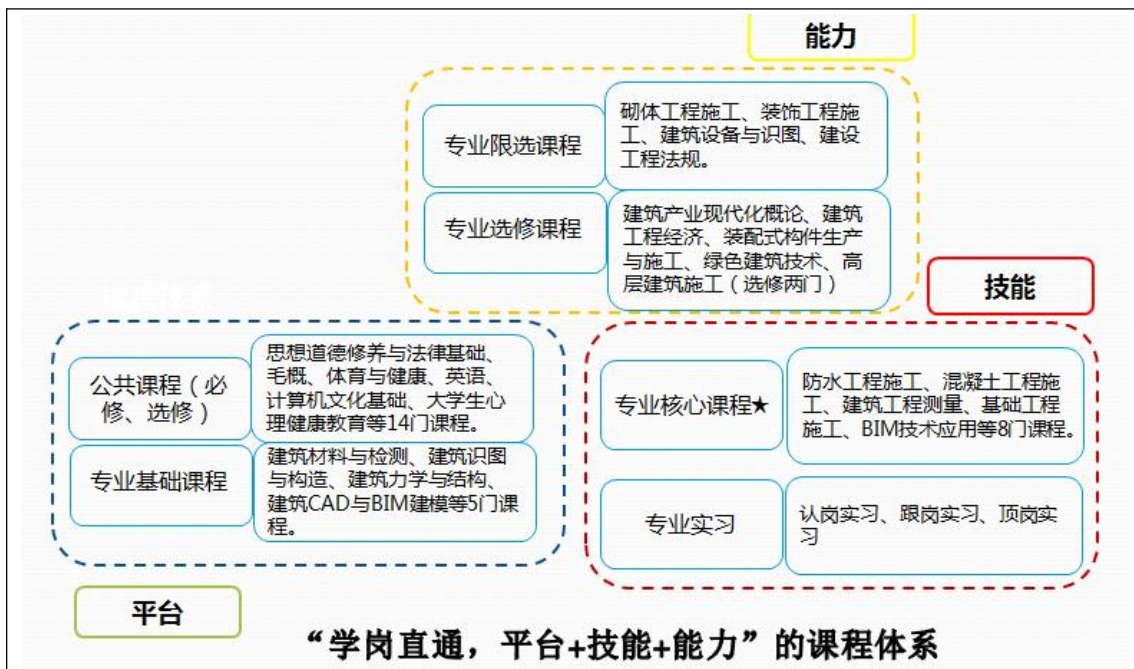 能力
专业限选课程
砌体工程施工、装饰工程施
工、建筑设备与识图、建设
工程法规。
专业选修课程
建筑产业现代化概论、建筑
工程经济、装配式构件生产
与施工、绿色建筑技术、高
层建筑施工（选修两门）
技能
公共课程（必
修、选修）
思想道德修养与法律基础、
毛概、体育与健康、英语、
计算机文化基础、大学生心
理健康教育等14门课程。
专业基础课程
建筑材料与检测、建筑识图
与构造、建筑力学与结构、
建筑CAD与BIM建模等5门课
程。
专业核心课程★
防水工程施工、混凝土工程施
工、建筑工程测量、基础工程
施工、BIM技术应用等8门课程。
专业实习
认岗实习、跟岗实习、顶岗实
习
平台
“学岗直通，平台+技能+能力”的课程体系